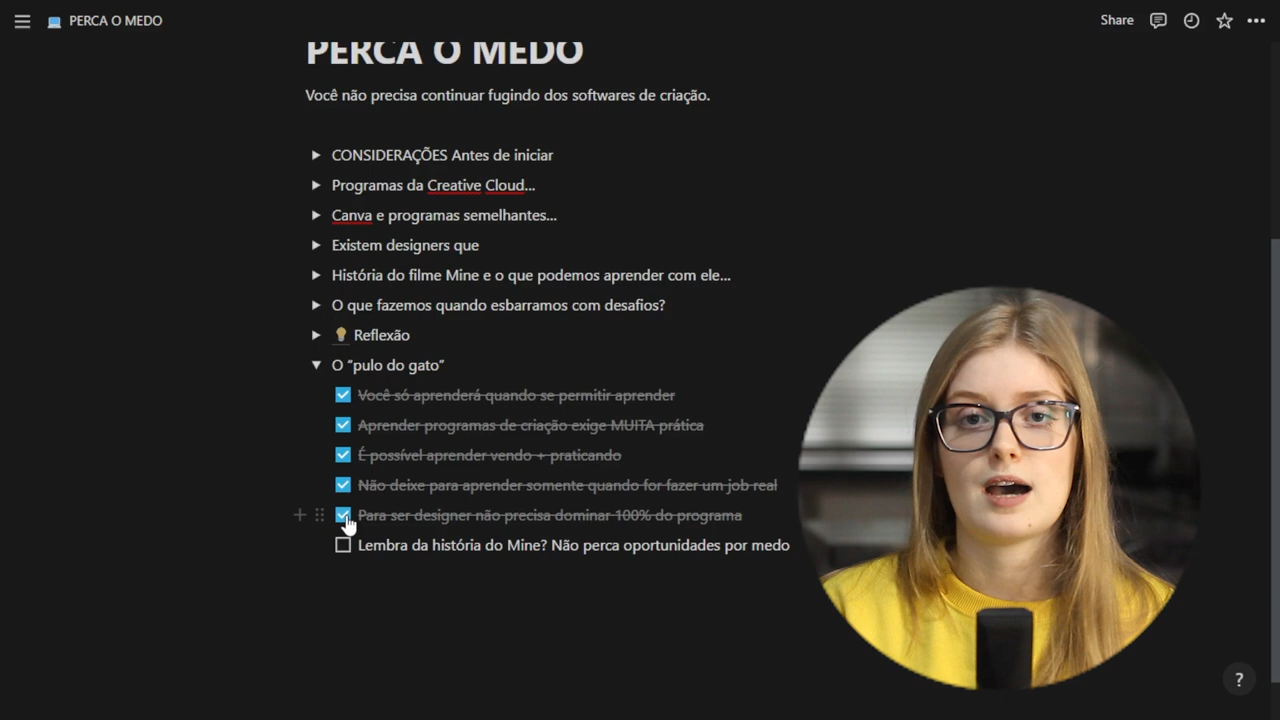 PERCA O MEDO
Share
PERCA O MEDO
Você não precisa continuar fugindo dos softwares de criação.
CONSIDERAÇÕES Antes de iniciar
Programas da Creative Cloud...
Canva e programas semelhantes...
Existem designers que
História do filme Mine e o que podemos aprender com ele...
O que fazemos quando esbarramos com desafios?
Reflexão
O "pulo do gato"
Você só aprenderá quando se permitir aprender
Aprender programas de criação exige MUITA prática
É possível aprender vendo + praticando
Não deixe para aprender somente quando for fazer um job real
Para ser designer não precisa dominar 100% do programa
Lembra da história do Mine? Não perca oportunidades por medo
?